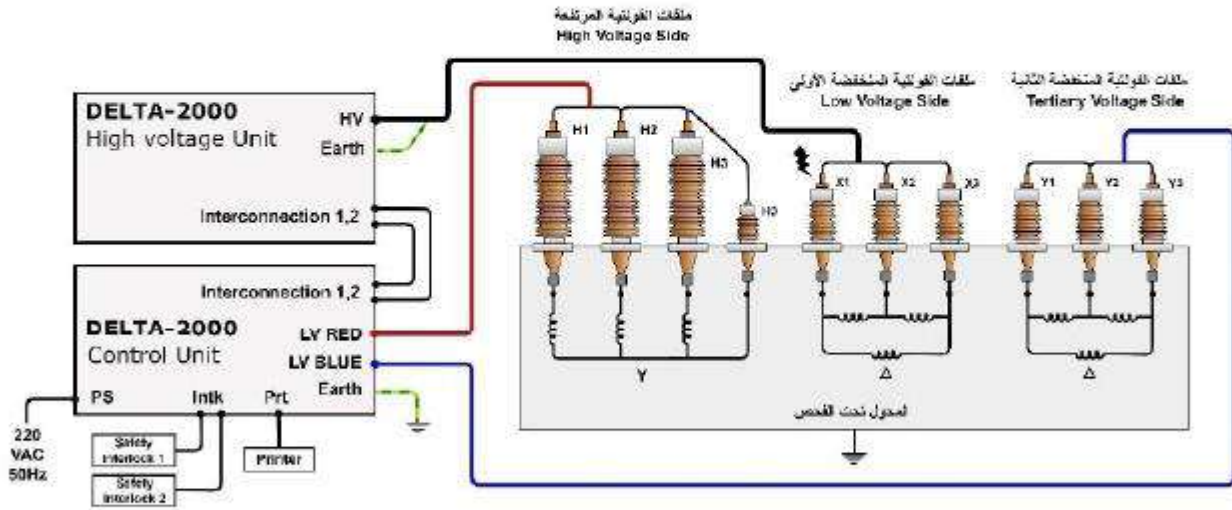 ملفات الفولتية المرتفعة
High Voltage Side
ملفات الفولتية المنخفضة الأولى
Low Voltage Side
ملفات الفولتية المنخفضة الثانية
Tertiary Voltage Side
DELTA-2000
High voltage Unit
HV
Earth
Interconnection 1,2
H1
H2
H3
H0
X1
X2
X3
Y1
Y2
Y3
Interconnection 1,2
DELTA-2000
Control Unit
LV RED
LV BLUE
Earth
PS
Intk
Prt
220
VAC
50Hz
Safety
Interlock 1
Safety
Interlock 2
Printer
Y
Δ
Δ
المحول تحت الفحص